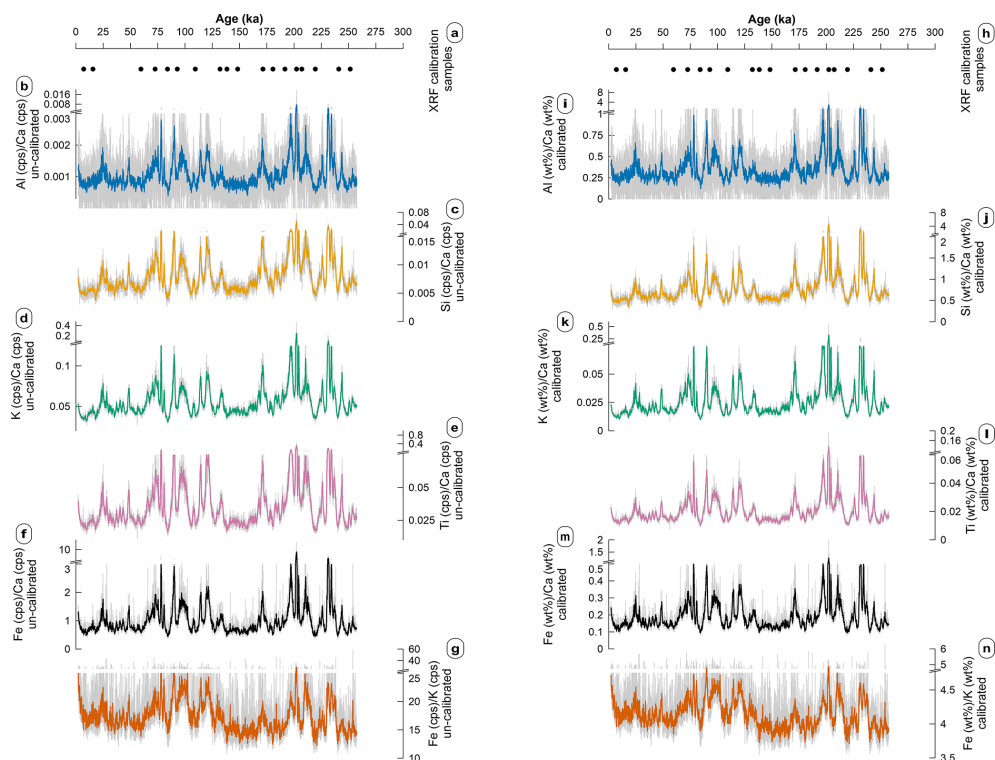 Age (ka)
0 25 50 75 100 125 150 175 200 225 250 275 300
a
XRF calibration
samples
b
Al (cps)/Ca (cps)
un-calibrated
0.016
0.008
0.003
0.002
0.001
c
Si (cps)/Ca (cps)
un-calibrated
0.08
0.04
0.015
0.010
0.005
0
d
K (cps)/Ca (cps)
un-calibrated
0.4
0.2
0.1
0.05
e
Ti (cps)/Ca (cps)
un-calibrated
0.8
0.4
0.05
0.025
f
Fe (cps)/Ca (cps)
un-calibrated
10
3
2
1
0
g
Fe (cps)/K (cps)
un-calibrated
60
40
25
20
15
10
Age (ka)
0 25 50 75 100 125 150 175 200 225 250 275 300
h
XRF calibration
samples
i
Al (wt%)/Ca (wt%)
calibrated
8
4
0.75
0.5
0.25
0
j
Si (wt%)/Ca (wt%)
calibrated
8
4
2
1.5
1
0.5
0
k
K (wt%)/Ca (wt%)
calibrated
0.5
0.25
0.05
0.025
0
l
Ti (wt%)/Ca (wt%)
calibrated
0.2
0.16
0.06
0.04
0.02
0
m
Fe (wt%)/Ca (wt%)
calibrated
2
1
0.5
0.4
0.3
0.2
0.1
0
n
Fe (wt%)/K (wt%)
calibrated
6
5
4.5
4
3.5